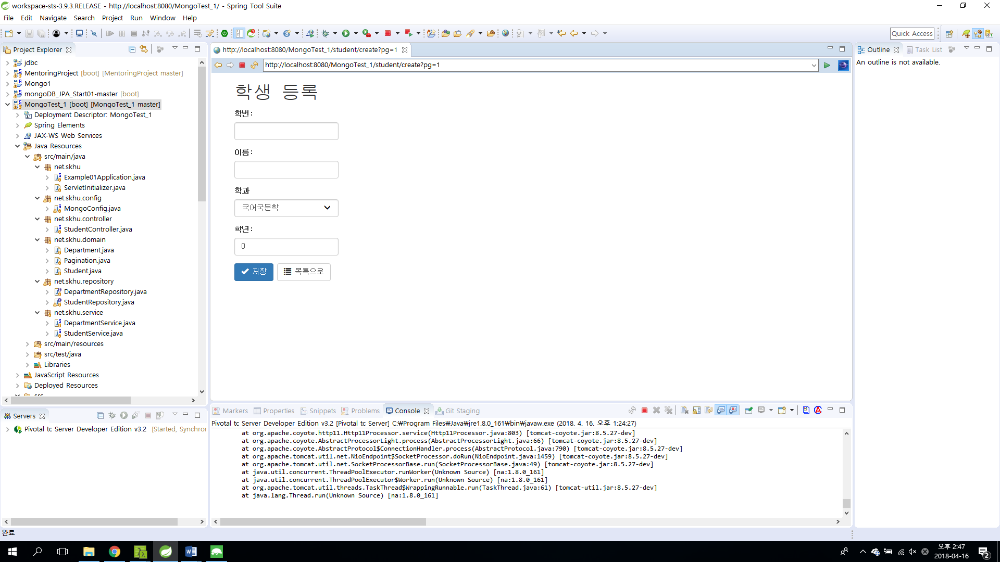 workspace-sts-3.9.3.RELEASE - http://localhost:8080/MongoTest_1/ - Spring Tool Suite
File Edit Navigate Search Project Run Window Help
Quick Access
Project Explorer
jdbc
MentoringProject [boot] [MentoringProject master]
Mongo1
mongoDB_JPA_Start01-master [boot]
MongoTest_1 [boot] [MongoTest_1 master]
Deployment Descriptor: MongoTest_1
Spring Elements
JAX-WS Web Services
Java Resources
src/main/java
net.skhu
Example01Application.java
ServletInitializer.java
net.skhu.config
MongoConfig.java
net.skhu.controller
StudentController.java
net.skhu.domain
Department.java
Pagination.java
Student.java
net.skhu.repository
DepartmentRepository.java
StudentRepository.java
net.skhu.service
DepartmentService.java
StudentService.java
src/main/resources
src/test/java
Libraries
JavaScript Resources
Deployed Resources
src
http://localhost:8080/MongoTest_1/student/create?pg=1
http://localhost:8080/MongoTest_1/student/create?pg=1
학생 등록
학번:
이름:
학과
국어국문학
학년:
0
저장 목록으로
Outline Task List
An outline is not available.
Servers
Pivotal tc Server Developer Edition v3.2 [Started, Synchror
Markers Properties Snippets Problems Console Git Staging
Pivotal tc Server Developer Edition v3.2 [Pivotal tc Server] C:₩Program Files₩Java₩jre1.8.0_161₩bin₩javaw.exe (2018. 4. 16. 오후 1:24:27)
at org.apache.coyote.http11.Http11Processor.service(Http11Processor.java:803) [tomcat-coyote.jar:8.5.27-dev]
at org.apache.coyote.AbstractProcessorLight.process(AbstractProcessorLight.java:66) [tomcat-coyote.jar:8.5.27-dev]
at org.apache.coyote.AbstractProtocol$ConnectionHandler.process(AbstractProtocol.java:790) [tomcat-coyote.jar:8.5.27-dev]
at org.apache.tomcat.util.net.NioEndpoint$SocketProcessor.doRun(NioEndpoint.java:1459) [tomcat-coyote.jar:8.5.27-dev]
at org.apache.tomcat.util.net.SocketProcessorBase.run(SocketProcessorBase.java:49) [tomcat-coyote.jar:8.5.27-dev]
at java.util.concurrent.ThreadPoolExecutor.runWorker(Unknown Source) [na:1.8.0_161]
at java.util.concurrent.ThreadPoolExecutor$Worker.run(Unknown Source) [na:1.8.0_161]
at org.apache.tomcat.util.threads.TaskThread$WrappingRunnable.run(TaskThread.java:61) [tomcat-util.jar:8.5.27-dev]
at java.lang.Thread.run(Unknown Source) [na:1.8.0_161]
완료
오후 2:47
2018-04-16
2